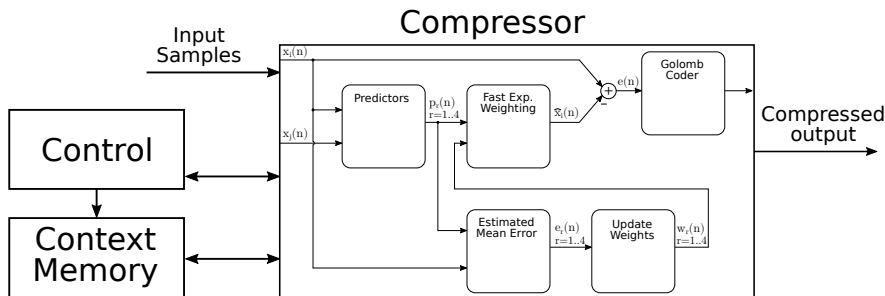 Compressor
Input
Samples
x_i(n)
x_j(n)
Predictors
p_r(n)
r=1..4
Fast Exp.
Weighting
x̂_i(n)
+
−
e(n)
Golomb
Coder
Compressed
output
Control
Context
Memory
Estimated
Mean Error
e_r(n)
r=1..4
Update
Weights
w_r(n)
r=1..4